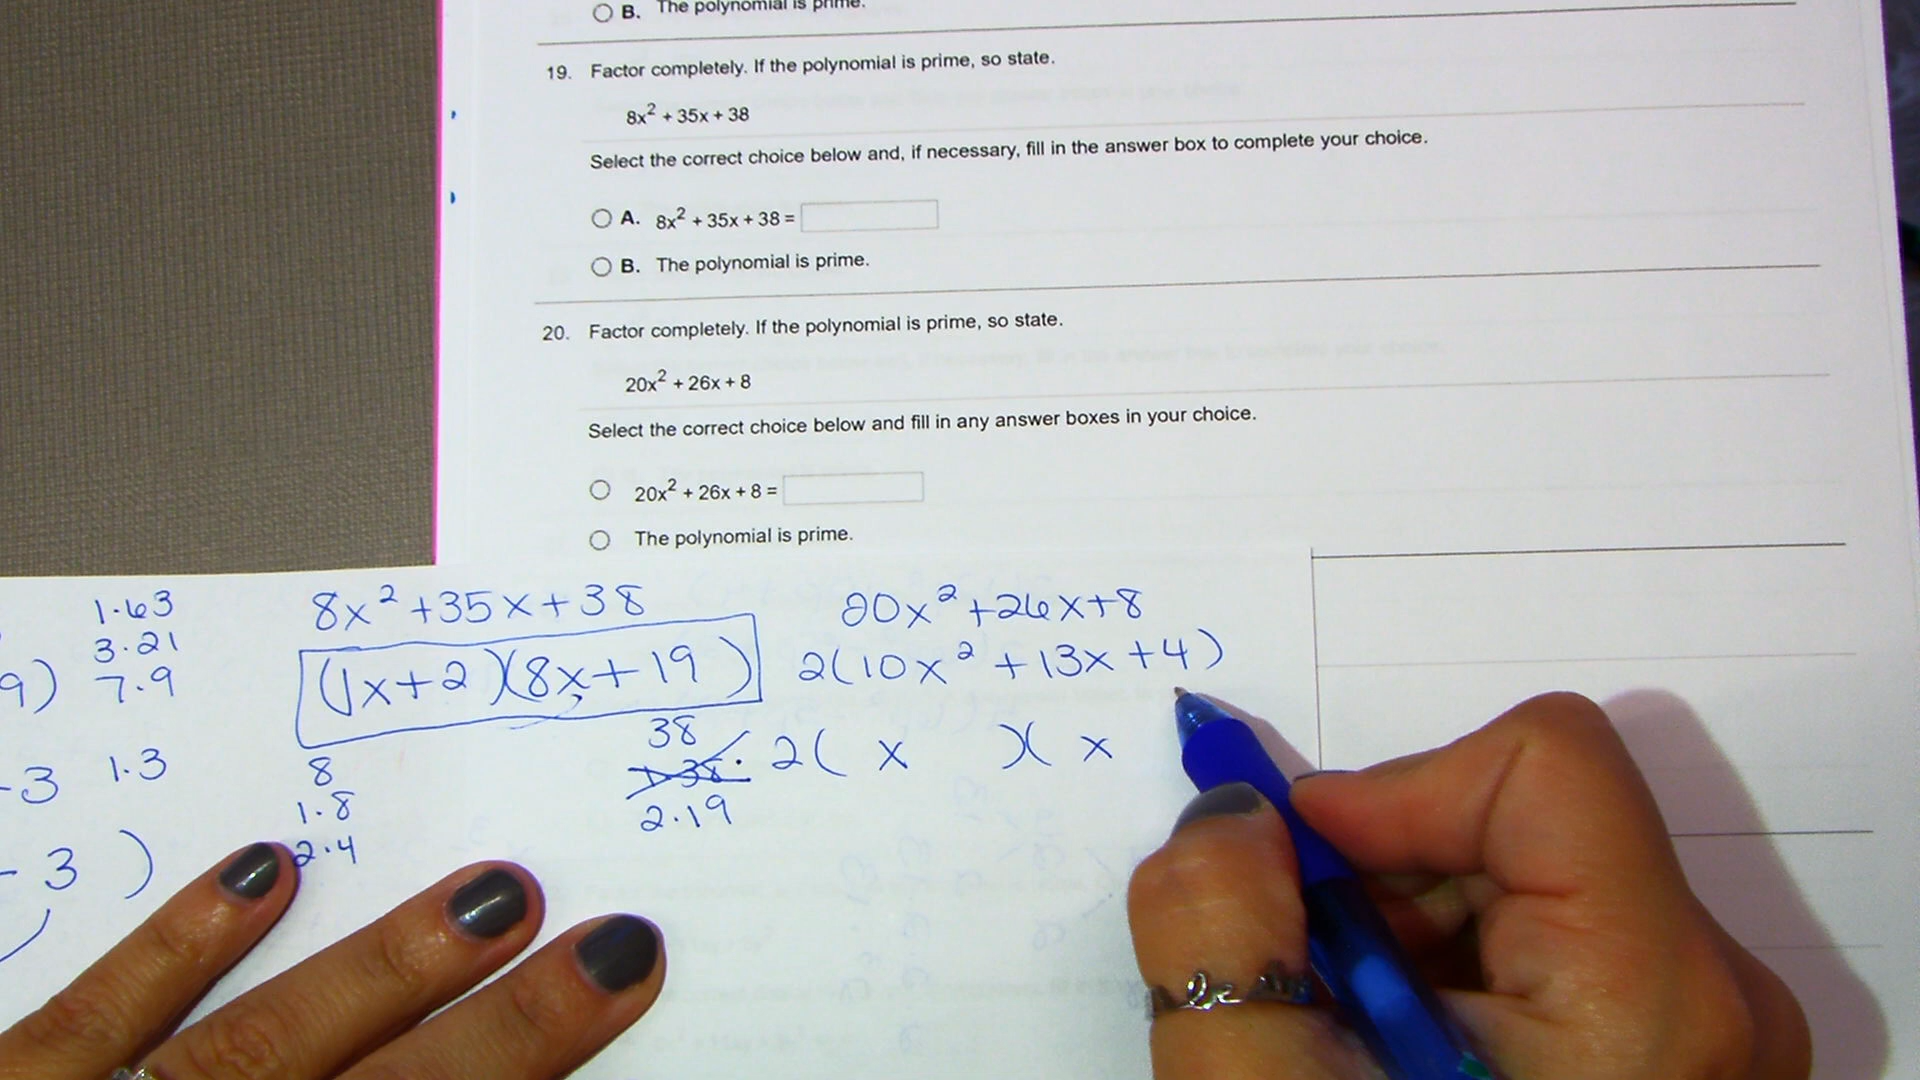 B. The polynomial is prime.
19. Factor completely. If the polynomial is prime, so state.
8x² + 35x + 38
Select the correct choice below and, if necessary, fill in the answer box to complete your choice.
A. 8x² + 35x + 38 =
B. The polynomial is prime.
20. Factor completely. If the polynomial is prime, so state.
20x² + 26x + 8
Select the correct choice below and fill in any answer boxes in your choice.
20x² + 26x + 8 =
The polynomial is prime.
1·63
3·21
9) 7·9
-3 1·3
- 3 )
8x² + 35x + 38
(1x + 2)(8x + 19)
8
1·8
2·4
38
1·38
2·19
20x² + 26x + 8
2(10x² + 13x + 4)
2( x )( x